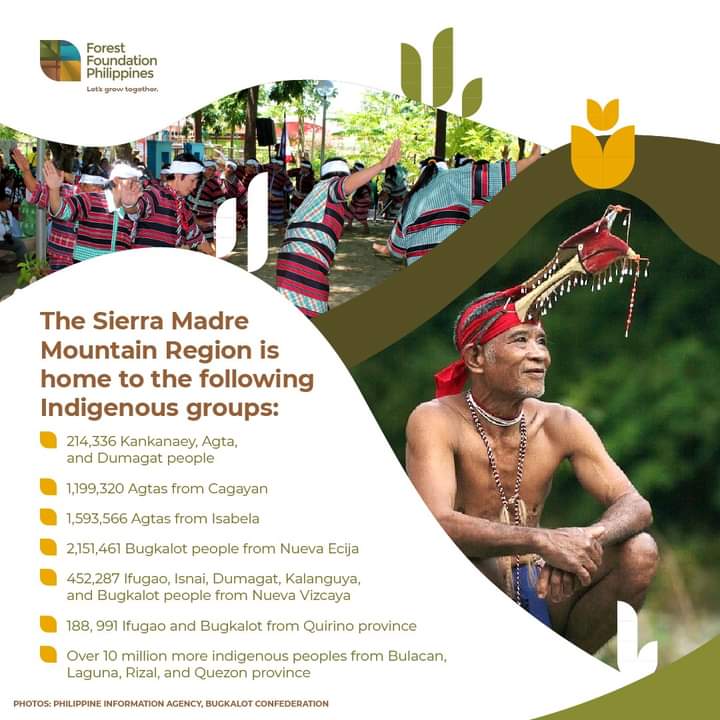 Forest
Foundation
Philippines
Let's grow together.
The Sierra Madre
Mountain Region is
home to the following
Indigenous groups:
214,336 Kankanaey, Agta,
and Dumagat people
1,199,320 Agtas from Cagayan
1,593,566 Agtas from Isabela
2,151,461 Bugkalot people from Nueva Ecija
452,287 Ifugao, Isnai, Dumagat, Kalanguya,
and Bugkalot people from Nueva Vizcaya
188, 991 Ifugao and Bugkalot from Quirino province
Over 10 million more indigenous peoples from Bulacan,
Laguna, Rizal, and Quezon province
PHOTOS: PHILIPPINE INFORMATION AGENCY, BUGKALOT CONFEDERATION